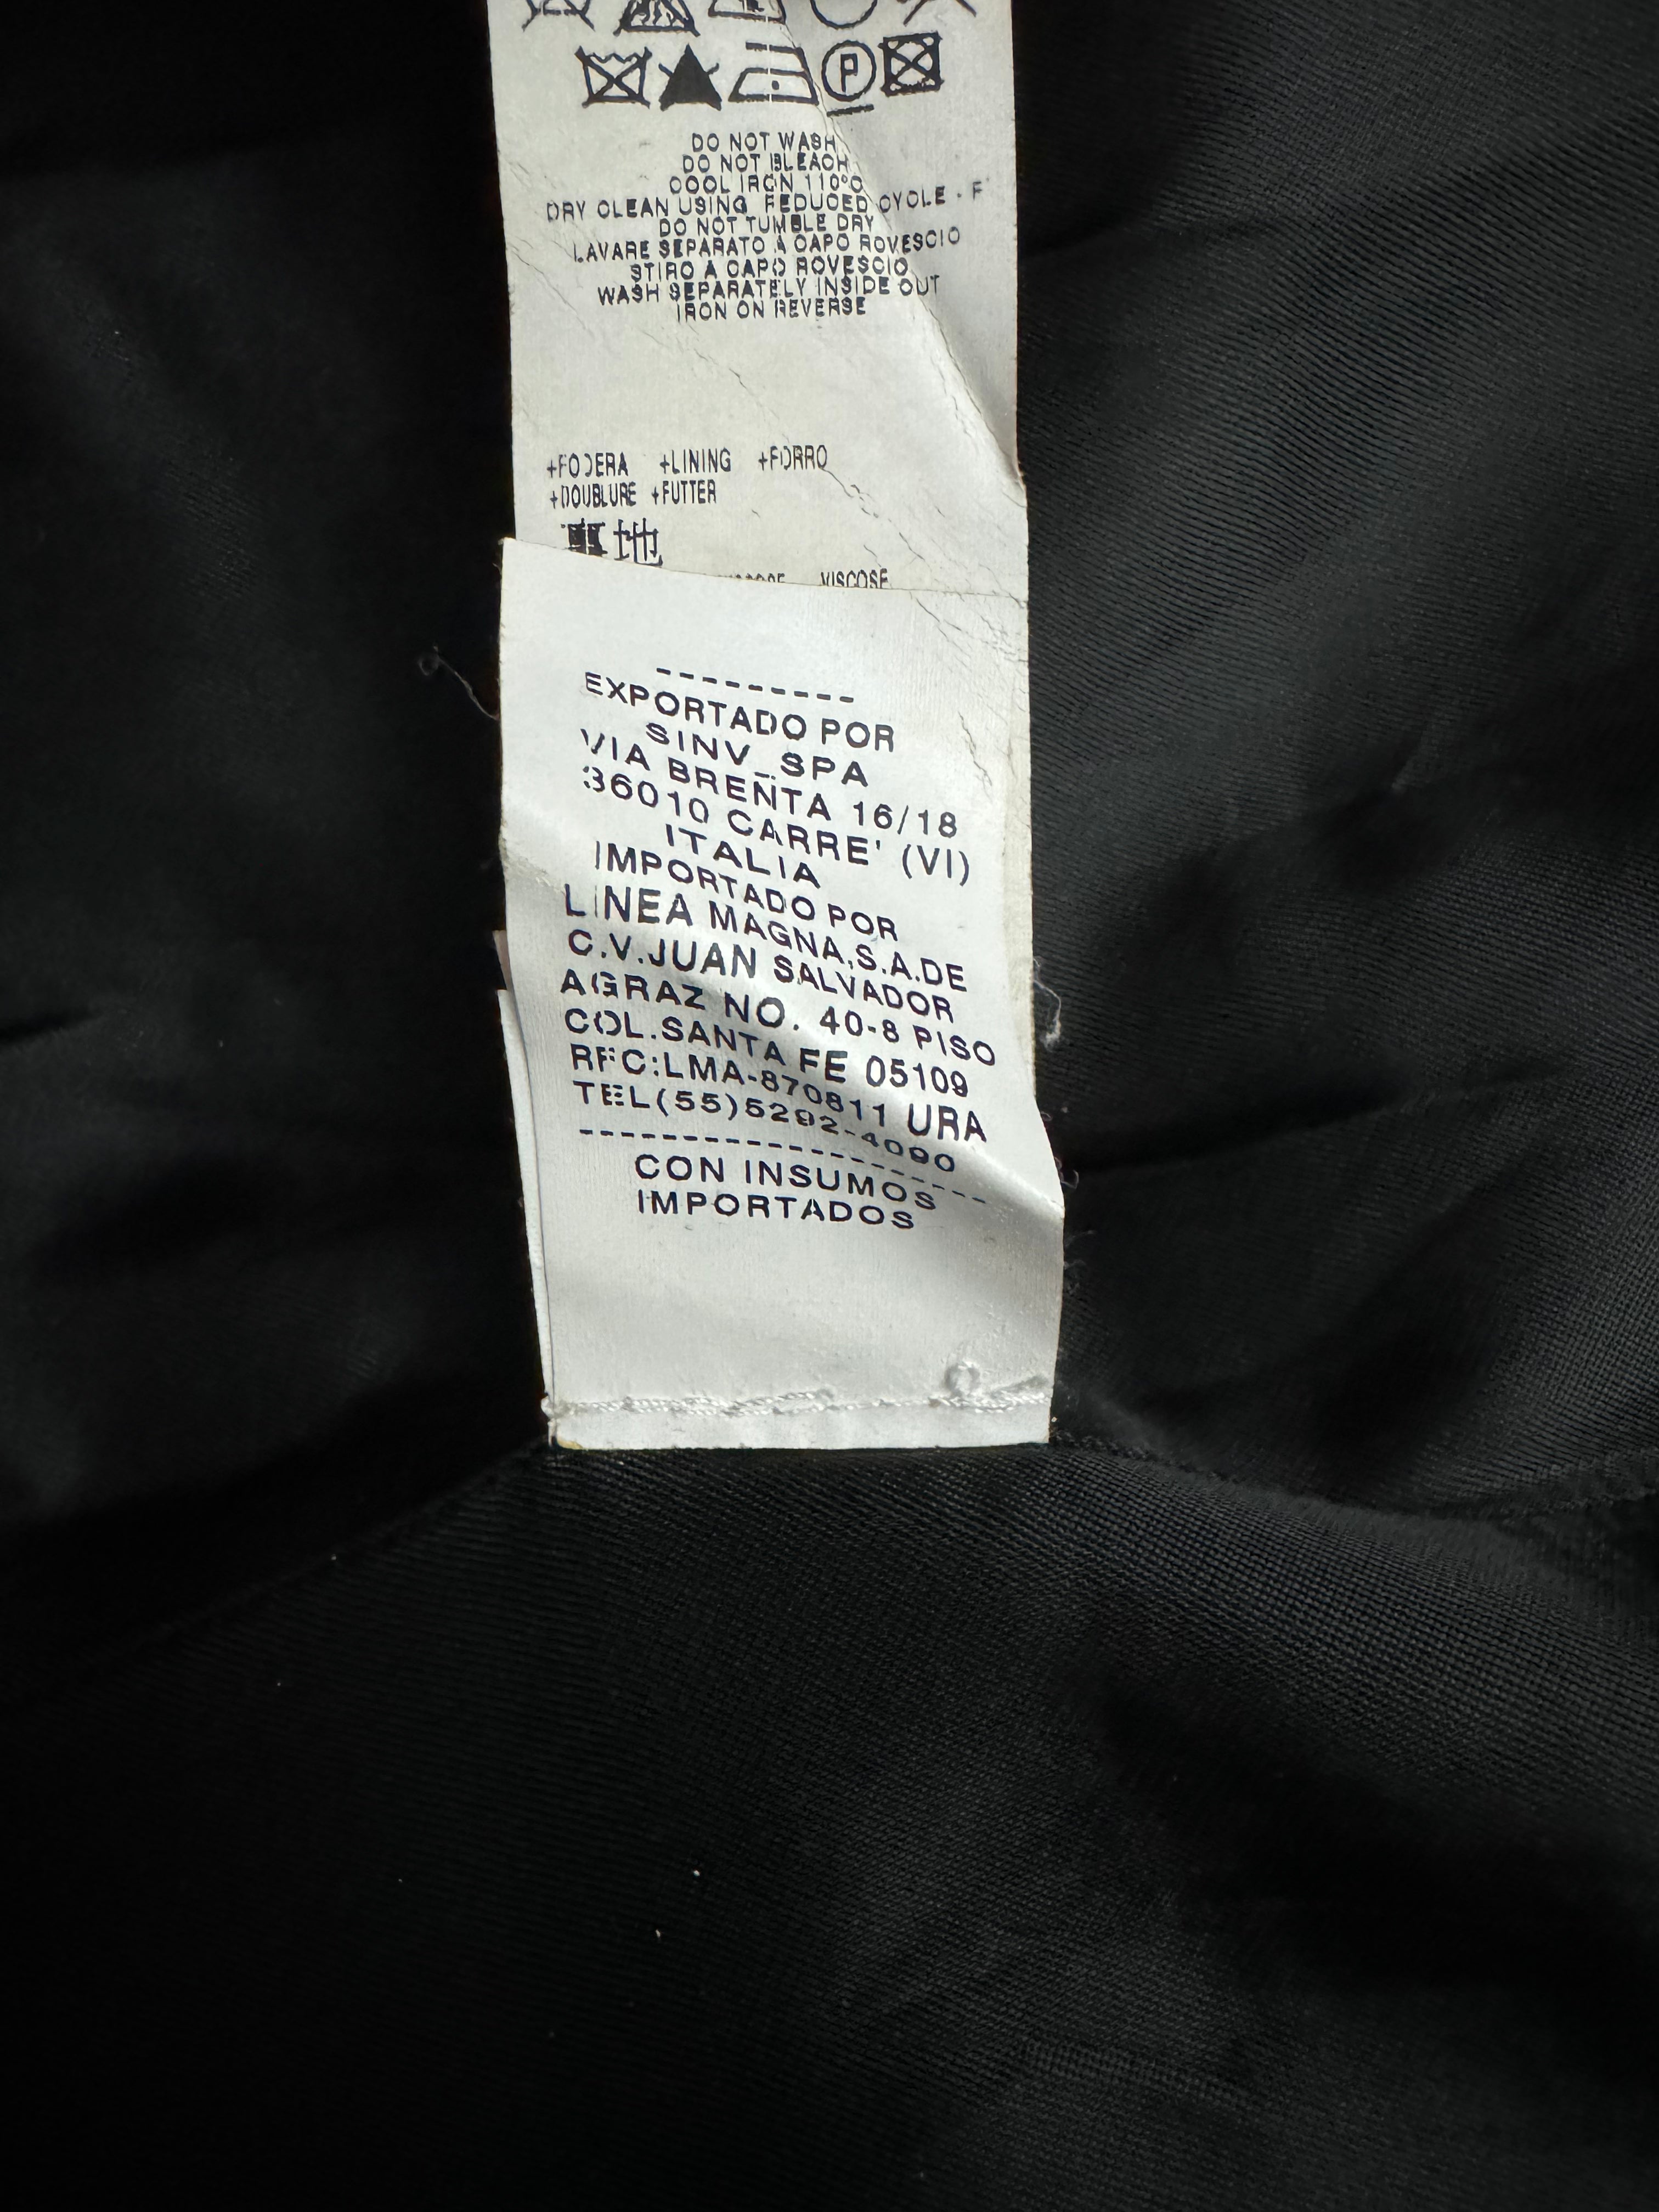 P
DO NOT WASH
DO NOT BLEACH
COOL IRON 110°C
DRY CLEAN USING REDUCED CYCLE - F
DO NOT TUMBLE DRY
LAVARE SEPARATO A CAPO ROVESCIO
STIRO A CAPO ROVESCIO
WASH SEPARATELY INSIDE OUT
IRON ON REVERSE
+FODERA +LINING +FORRO
+DOUBLURE +FUTTER
VISCOSE
---------
EXPORTADO POR
SINV SPA
VIA BRENTA 16/18
36010 CARRE' (VI)
ITALIA
IMPORTADO POR
LINEA MAGNA,S.A.DE
C.V.JUAN SALVADOR
AGRAZ NO. 40-8 PISO
COL.SANTA FE 05109
RFC:LMA-870811 URA
TEL(55)5292-4090
--------------------
CON INSUMOS
IMPORTADOS